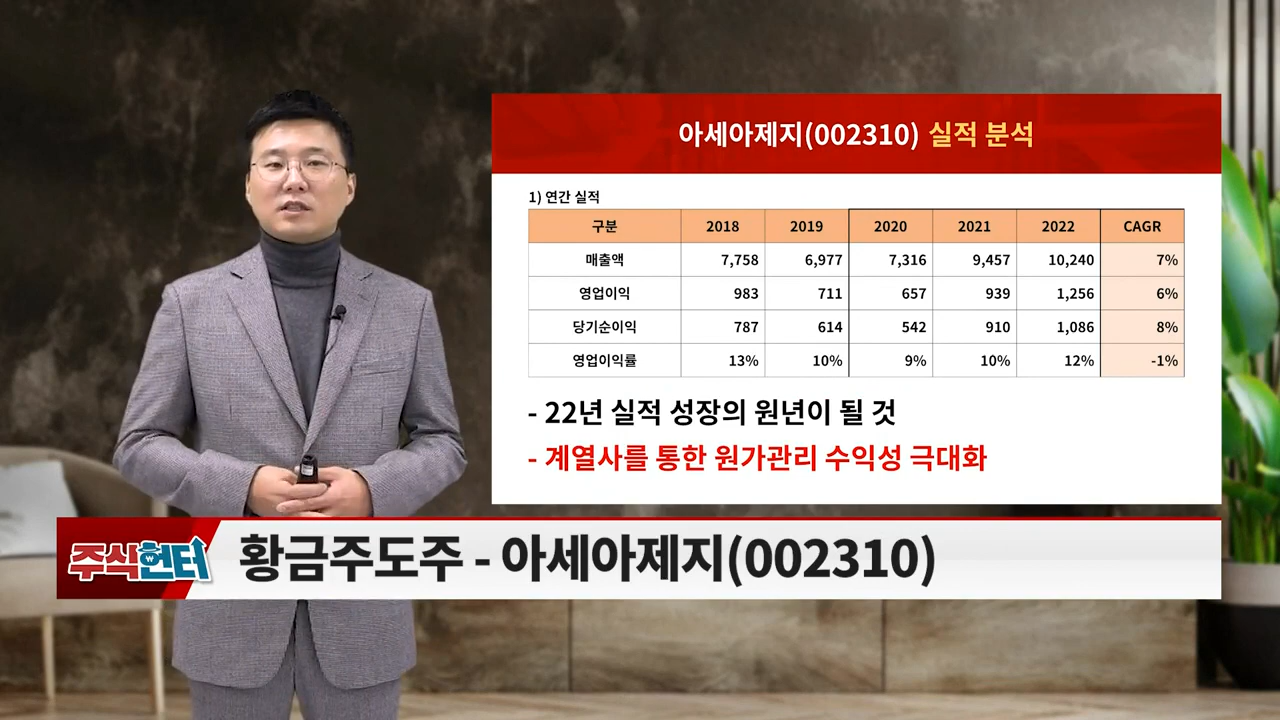 아세아제지(002310) 실적 분석
1) 연간 실적
구분 2018 2019 2020 2021 2022 CAGR
매출액 7,758 6,977 7,316 9,457 10,240 7%
영업이익 983 711 657 939 1,256 6%
당기순이익 787 614 542 910 1,086 8%
영업이익률 13% 10% 9% 10% 12% -1%
- 22년 실적 성장의 원년이 될 것
- 계열사를 통한 원가관리 수익성 극대화
주식헌터 황금주도주 - 아세아제지(002310)